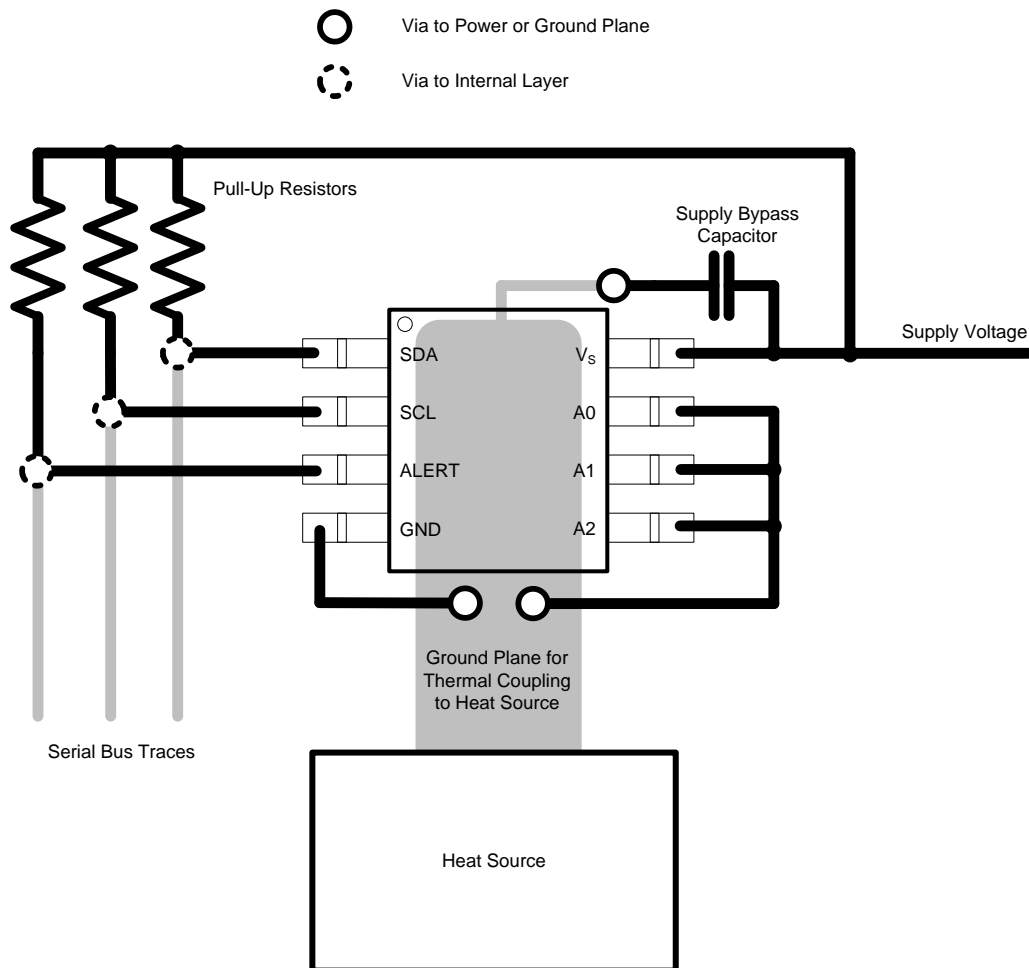 Via to Power or Ground Plane
Via to Internal Layer
Pull-Up Resistors
Supply Bypass
Capacitor
Supply Voltage
SDA
VS
SCL
A0
ALERT
A1
GND
A2
Ground Plane for
Thermal Coupling
to Heat Source
Serial Bus Traces
Heat Source